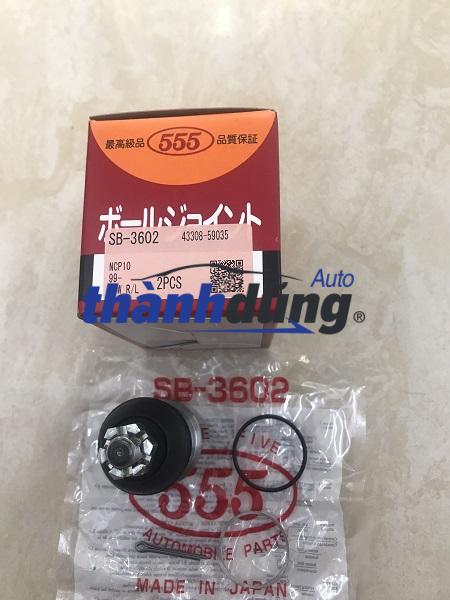 最高級品 555 品質保証
ボールジョイント
SB-3602 43308-59035
NCP10
99-
R/L 2PCS
Auto
thànhdũng ®
SB-3602
555
AUTOMOBILE PARTS
MADE IN JAPAN